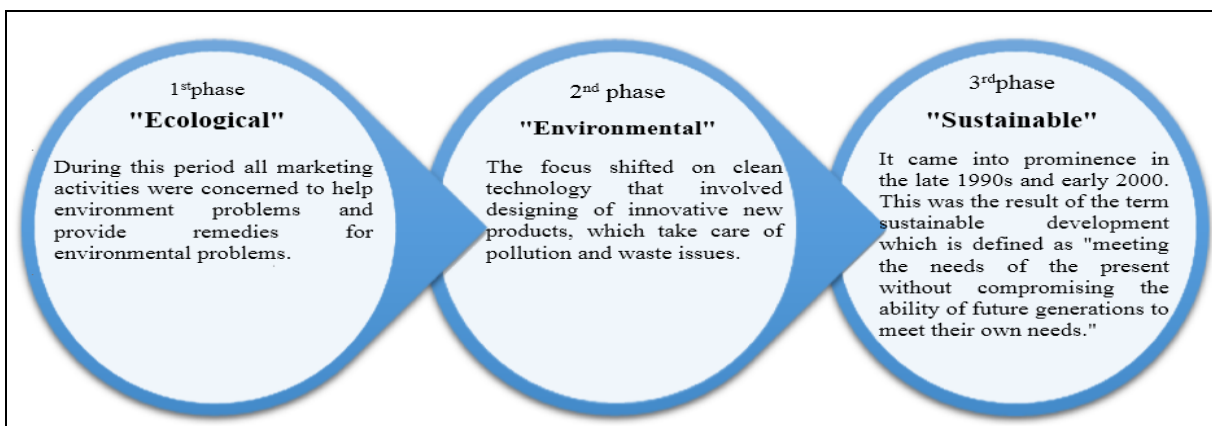 1stphase
"Ecological"
During this period all marketing
activities were concerned to help
environment problems and
provide remedies for
environmental problems.
2nd phase
"Environmental"
The focus shifted on clean
technology that involved
designing of innovative new
products, which take care of
pollution and waste issues.
3rdphase
"Sustainable"
It came into prominence in
the late 1990s and early 2000.
This was the result of the term
sustainable development
which is defined as "meeting
the needs of the present
without compromising the
ability of future generations to
meet their own needs."